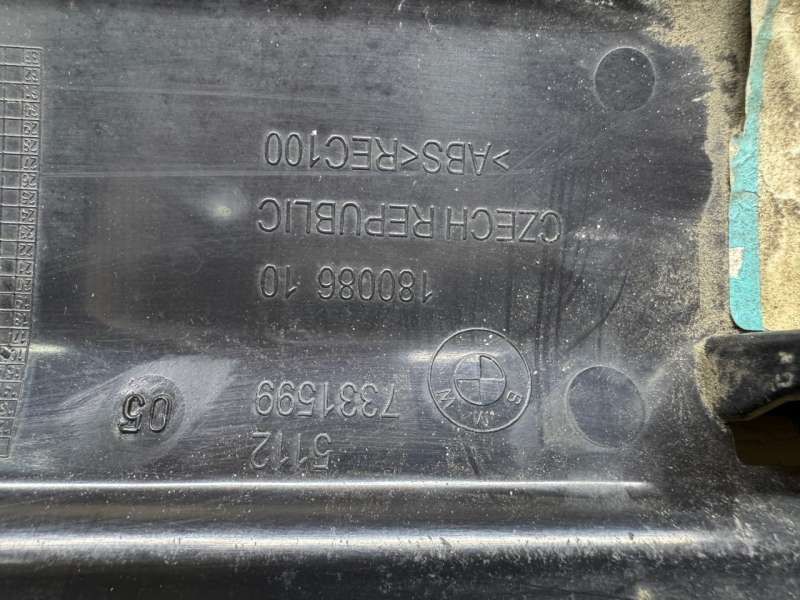 5112
7331599
BMW
05
180086 10
CZECH REPUBLIC
>ABS<REC100